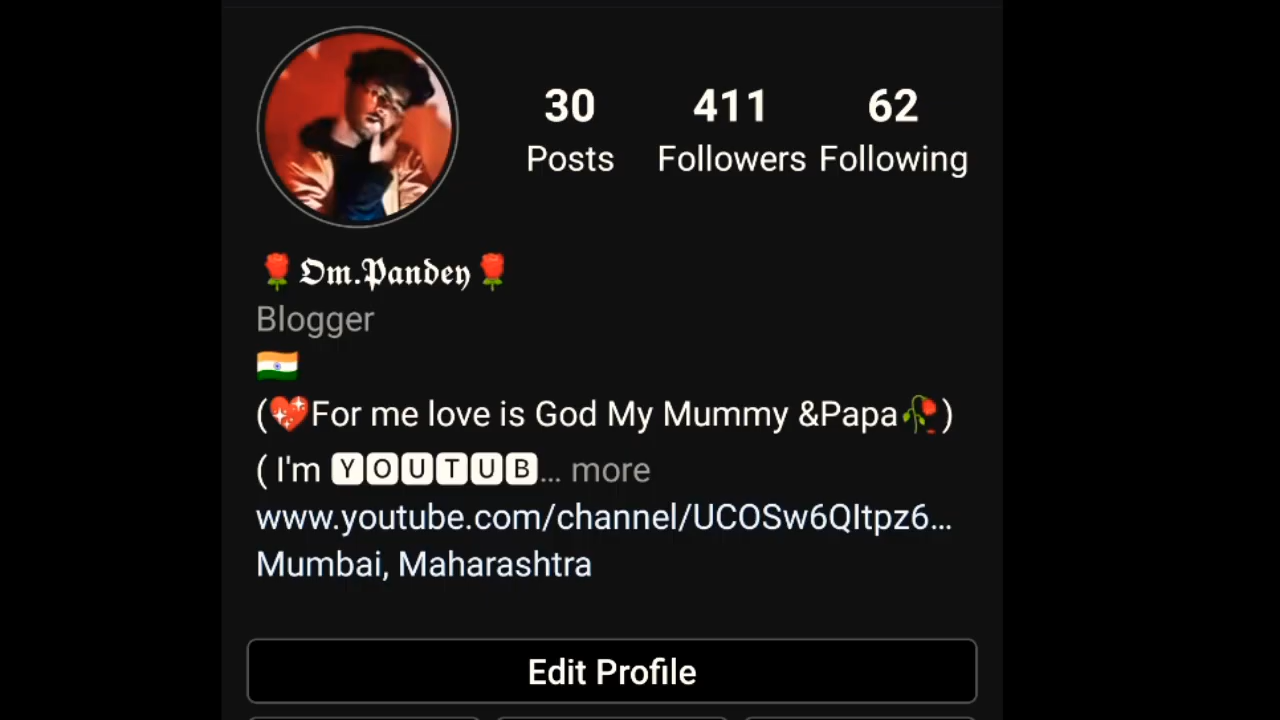 30 411 62
Posts Followers Following
🌹𝕺𝖒.𝕻𝖆𝖓𝖉𝖊𝖞🌹
Blogger
🇮🇳
(💖For me love is God My Mummy &Papa🥀)
( I'm 🆈🅾🆄🆃🆄🅱... more
www.youtube.com/channel/UCOSw6QItpz6...
Mumbai, Maharashtra
Edit Profile